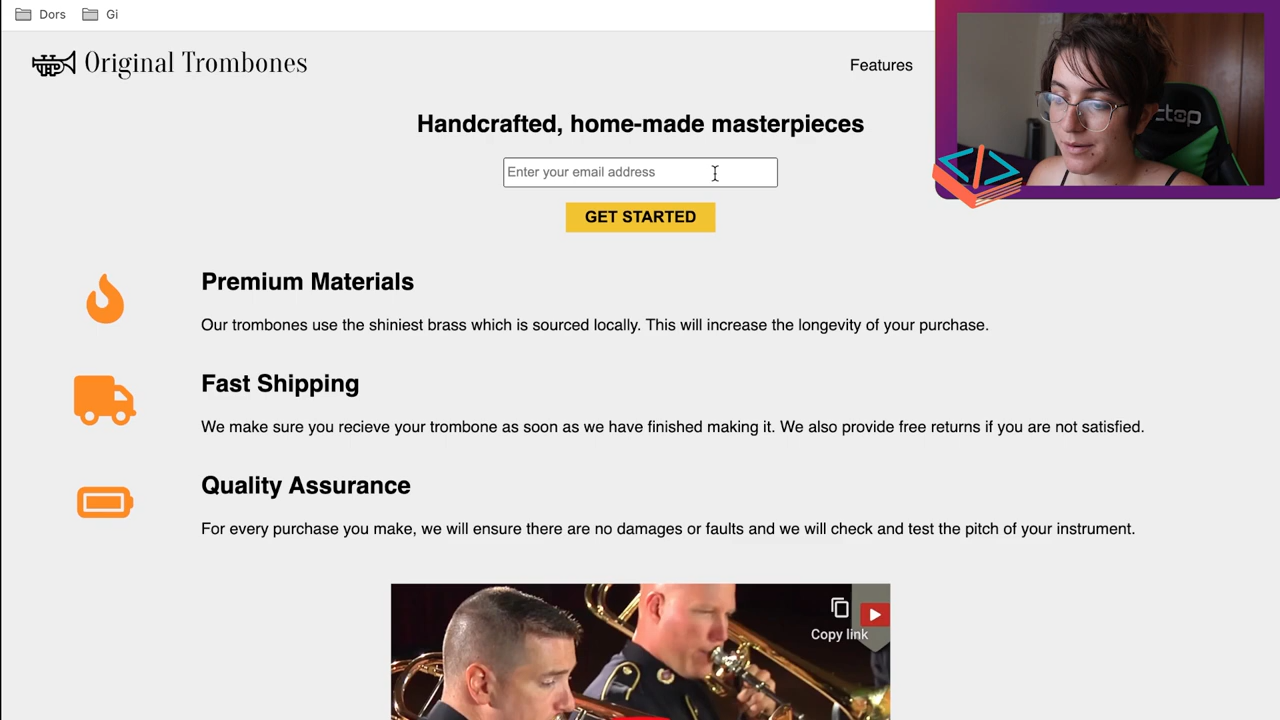 Dors
Gi
Original Trombones
Features
Handcrafted, home-made masterpieces
Enter your email address
GET STARTED
Premium Materials
Our trombones use the shiniest brass which is sourced locally. This will increase the longevity of your purchase.
Fast Shipping
We make sure you recieve your trombone as soon as we have finished making it. We also provide free returns if you are not satisfied.
Quality Assurance
For every purchase you make, we will ensure there are no damages or faults and we will check and test the pitch of your instrument.
Copy link